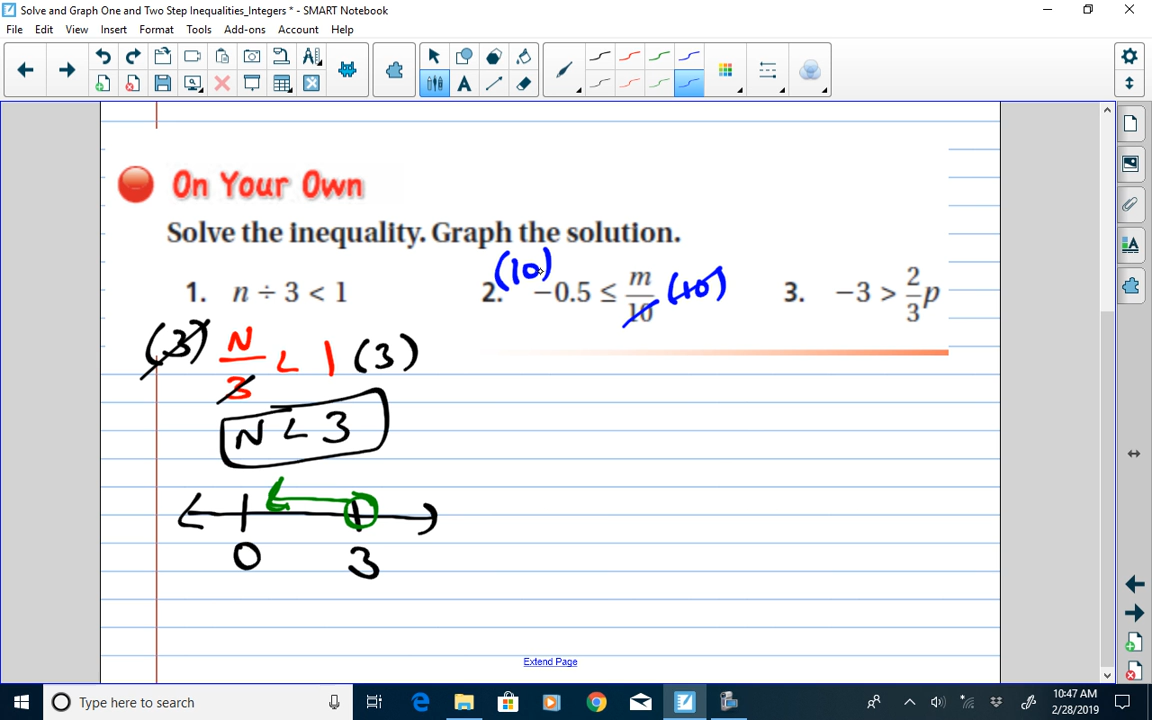 Solve and Graph One and Two Step Inequalities_Integers * - SMART Notebook
File Edit View Insert Format Tools Add-ons Account Help
On Your Own
Solve the inequality. Graph the solution.
1. n ÷ 3 < 1
2. (10) −0.5 ≤ m/10 (10)
3. −3 > 2/3 p
(3) N/3 < 1 (3)
N < 3
0 3
Extend Page
Type here to search
10:47 AM
2/28/2019